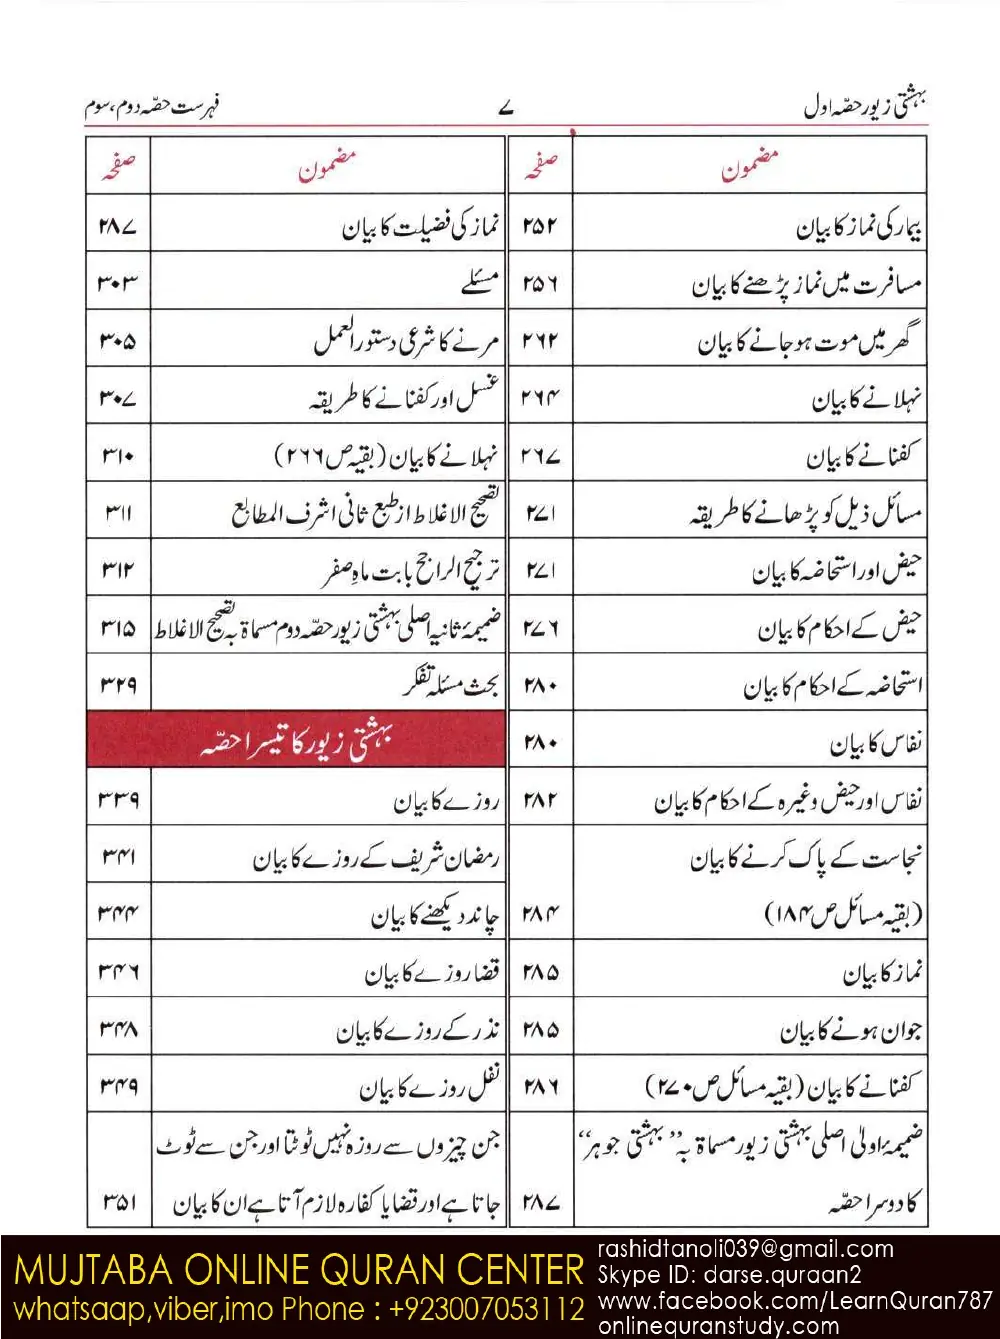 بہشتی زیور حصّہ اول ۷ فہرست حصّہ دوم،سوم
مضمون صفحہ
بیمار کی نماز کا بیان ۲۵۲
مسافرت میں نماز پڑھنے کا بیان ۲۵۶
گھر میں موت ہو جانے کا بیان ۲۶۲
نہلانے کا بیان ۲۶۴
کفنانے کا بیان ۲۶۷
مسائل ذیل کو پڑھانے کا طریقہ ۲۷۱
حیض اور استحاضہ کا بیان ۲۷۱
حیض کے احکام کا بیان ۲۷۶
استحاضہ کے احکام کا بیان ۲۸۰
نفاس کا بیان ۲۸۰
نفاس اور حیض وغیرہ کے احکام کا بیان ۲۸۲
نجاست کے پاک کرنے کا بیان
(بقیہ مسائل ص ۱۸۴) ۲۸۴
نماز کا بیان ۲۸۵
جوان ہونے کا بیان ۲۸۵
کفنانے کا بیان (بقیہ مسائل ص ۲۷۰) ۲۸۶
ضمیمۂ اولیٰ اصلی بہشتی زیور مسماۃ بہ ”بہشتی جوہر“
کا دوسرا حصّہ ۲۸۷
مضمون صفحہ
نماز کی فضیلت کا بیان ۲۸۷
مسئلے ۳۰۳
مرنے کا شرعی دستور العمل ۳۰۵
غسل اور کفنانے کا طریقہ ۳۰۷
نہلانے کا بیان (بقیہ ص ۲۶۶) ۳۱۰
تصحیح الاغلاط از طبع ثانی اشرف المطابع ۳۱۱
ترجیح الراجح بابت ماہِ صفر ۳۱۲
ضمیمۂ ثانیہ اصلی بہشتی زیور حصّہ دوم مسماۃ بہ تصحیح الاغلاط ۳۱۵
بحث مسئلہ تفکر ۳۲۹
بہشتی زیور کا تیسرا حصّہ
روزے کا بیان ۳۳۹
رمضان شریف کے روزے کا بیان ۳۴۱
چاند دیکھنے کا بیان ۳۴۴
قضا روزے کا بیان ۳۴۶
نذر کے روزے کا بیان ۳۴۸
نفل روزے کا بیان ۳۴۹
جن چیزوں سے روزہ نہیں ٹوٹتا اور جن سے ٹوٹ
جاتا ہے اور قضا یا کفارہ لازم آتا ہے ان کا بیان ۳۵۱
MUJTABA ONLINE QURAN CENTER
whatsaap,viber,imo Phone : +923007053112
rashidtanoli039@gmail.com
Skype ID: darse.quraan2
www.facebook.com/LearnQuran787
onlinequranstudy.com